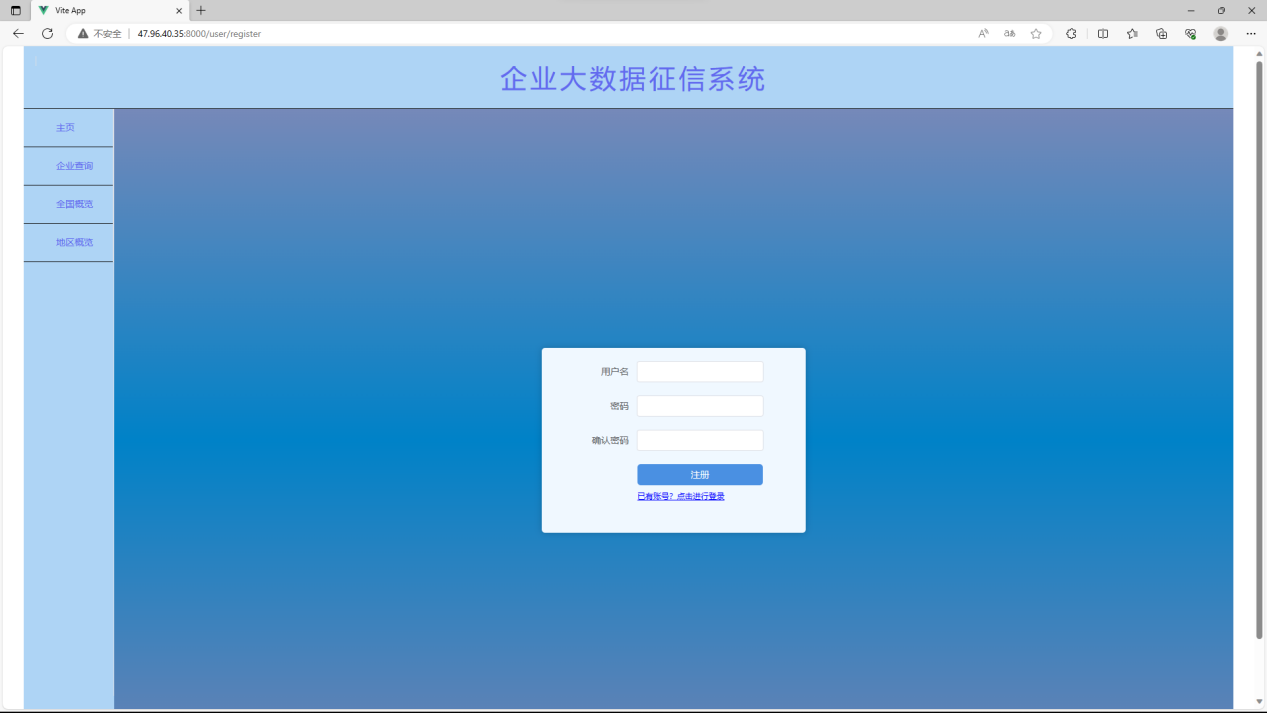 Vite App
不安全 47.96.40.35:8000/user/register
企业大数据征信系统
主页
企业查询
全国概览
地区概览
用户名
密码
确认密码
注册
已有账号？点击进行登录